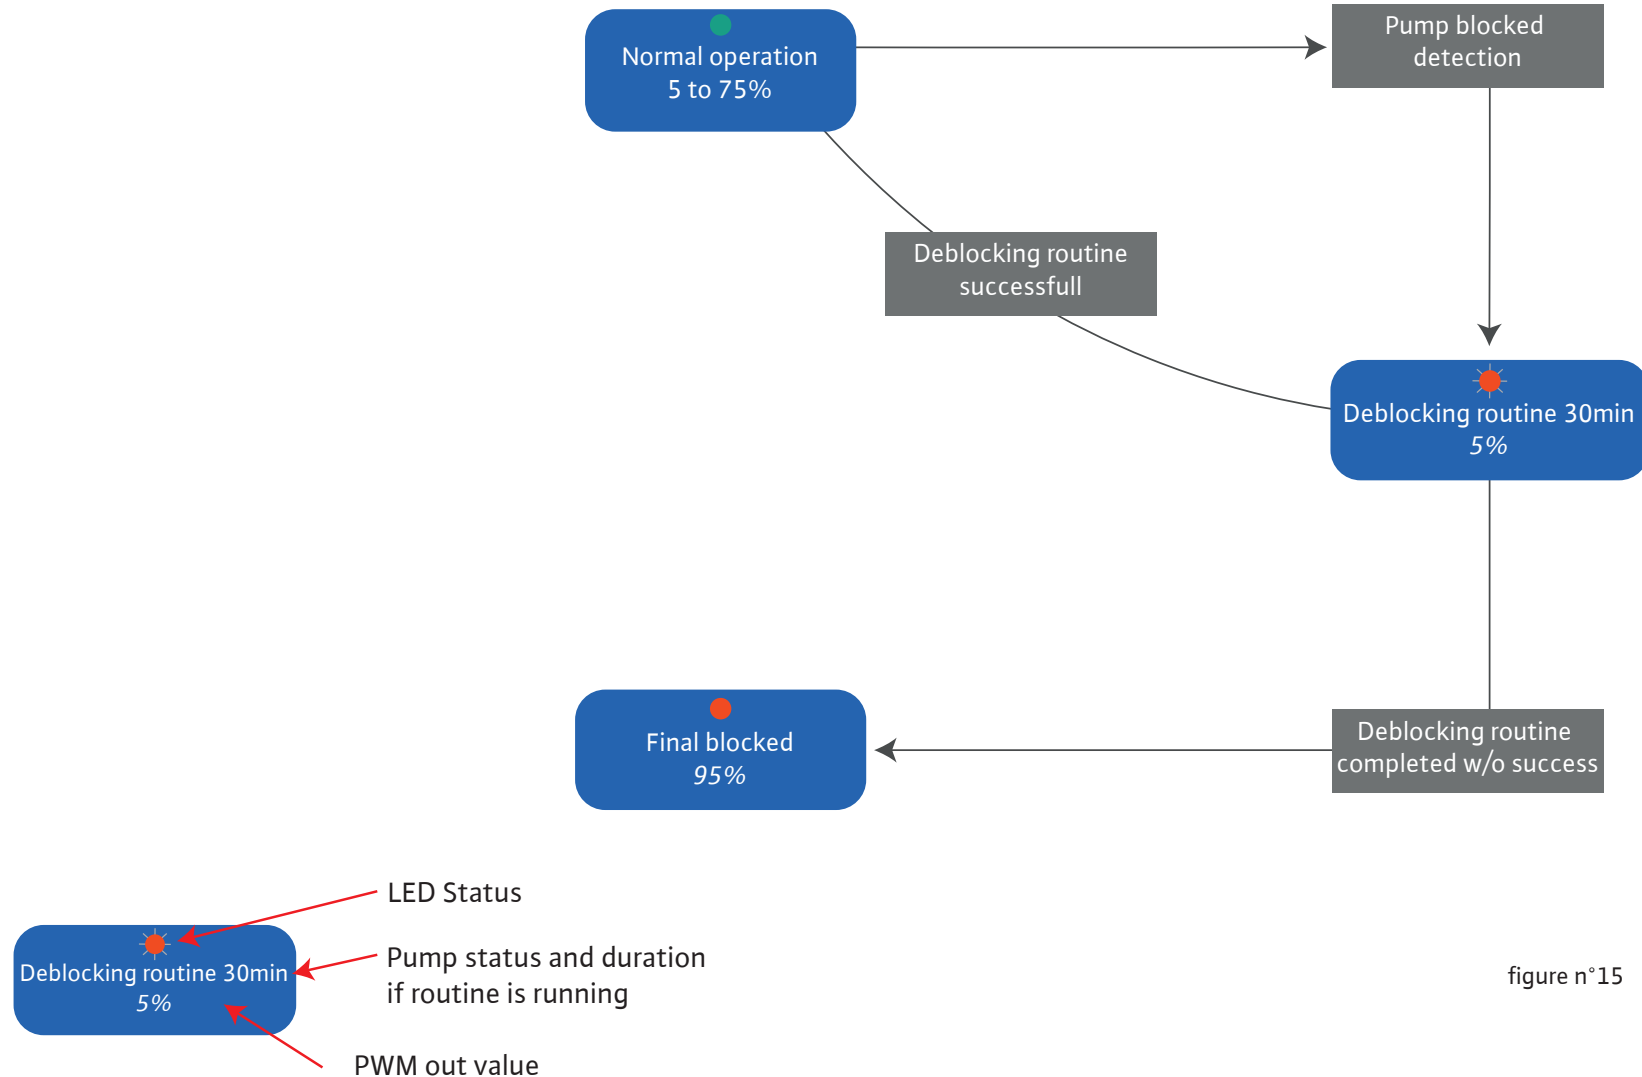 Normal operation
5 to 75%
Pump blocked
detection
Deblocking routine
successfull
Deblocking routine 30min
5%
Final blocked
95%
Deblocking routine
completed w/o success
LED Status
Deblocking routine 30min
5%
Pump status and duration
if routine is running
PWM out value
figure n°15